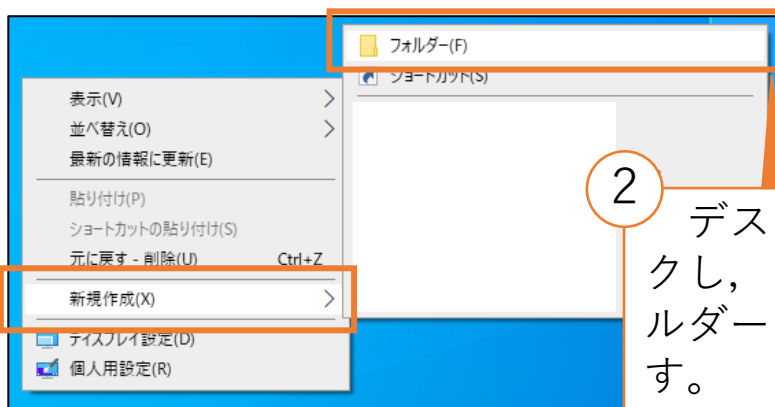 フォルダー(F)
ショートカット(S)
表示(V)
並べ替え(O)
最新の情報に更新(E)
貼り付け(P)
ショートカットの貼り付け(S)
元に戻す - 削除(U) Ctrl+Z
新規作成(X)
ディスプレイ設定(D)
個人用設定(R)
2
デス
クし,
ルダー
す。